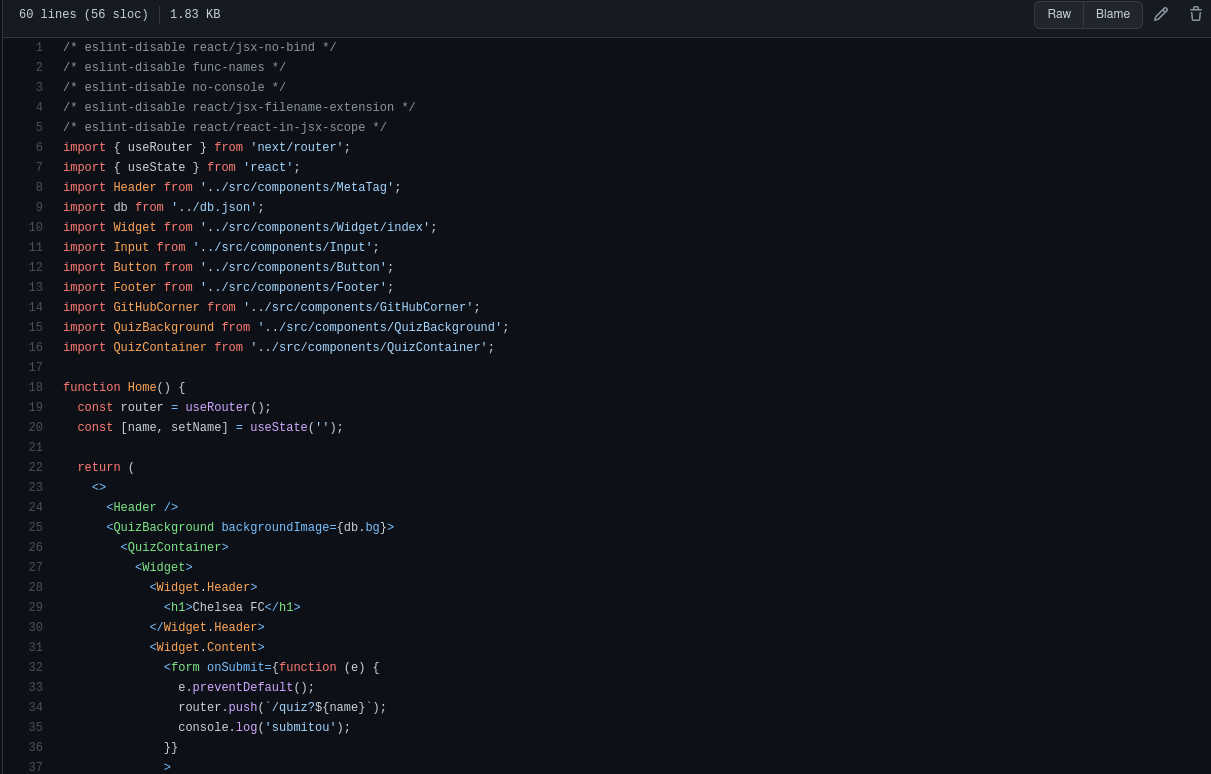 60 lines (56 sloc) 1.83 KB Raw Blame
1 /* eslint-disable react/jsx-no-bind */
2 /* eslint-disable func-names */
3 /* eslint-disable no-console */
4 /* eslint-disable react/jsx-filename-extension */
5 /* eslint-disable react/react-in-jsx-scope */
6 import { useRouter } from 'next/router';
7 import { useState } from 'react';
8 import Header from '../src/components/MetaTag';
9 import db from '../db.json';
10 import Widget from '../src/components/Widget/index';
11 import Input from '../src/components/Input';
12 import Button from '../src/components/Button';
13 import Footer from '../src/components/Footer';
14 import GitHubCorner from '../src/components/GitHubCorner';
15 import QuizBackground from '../src/components/QuizBackground';
16 import QuizContainer from '../src/components/QuizContainer';
17
18 function Home() {
19   const router = useRouter();
20   const [name, setName] = useState('');
21
22   return (
23     <>
24       <Header />
25       <QuizBackground backgroundImage={db.bg}>
26         <QuizContainer>
27           <Widget>
28             <Widget.Header>
29               <h1>Chelsea FC</h1>
30             </Widget.Header>
31             <Widget.Content>
32               <form onSubmit={function (e) {
33                 e.preventDefault();
34                 router.push(`/quiz?${name}`);
35                 console.log('submitou');
36               }}
37               >